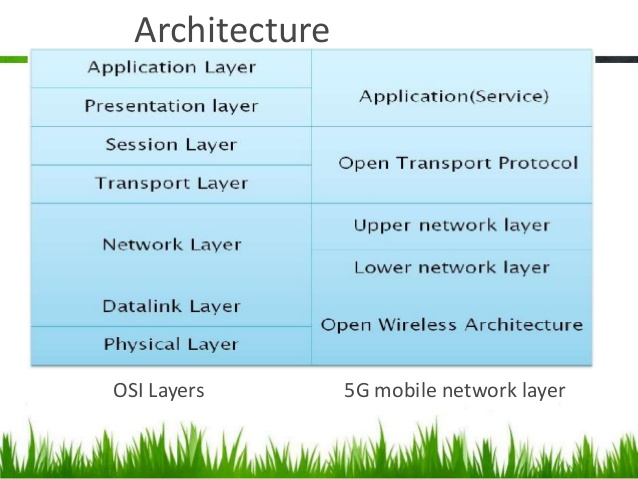 Architecture
Application Layer
Presentation layer
Application(Service)
Session Layer
Transport Layer
Open Transport Protocol
Network Layer
Upper network layer
Lower network layer
Datalink Layer
Physical Layer
Open Wireless Architecture
OSI Layers
5G mobile network layer